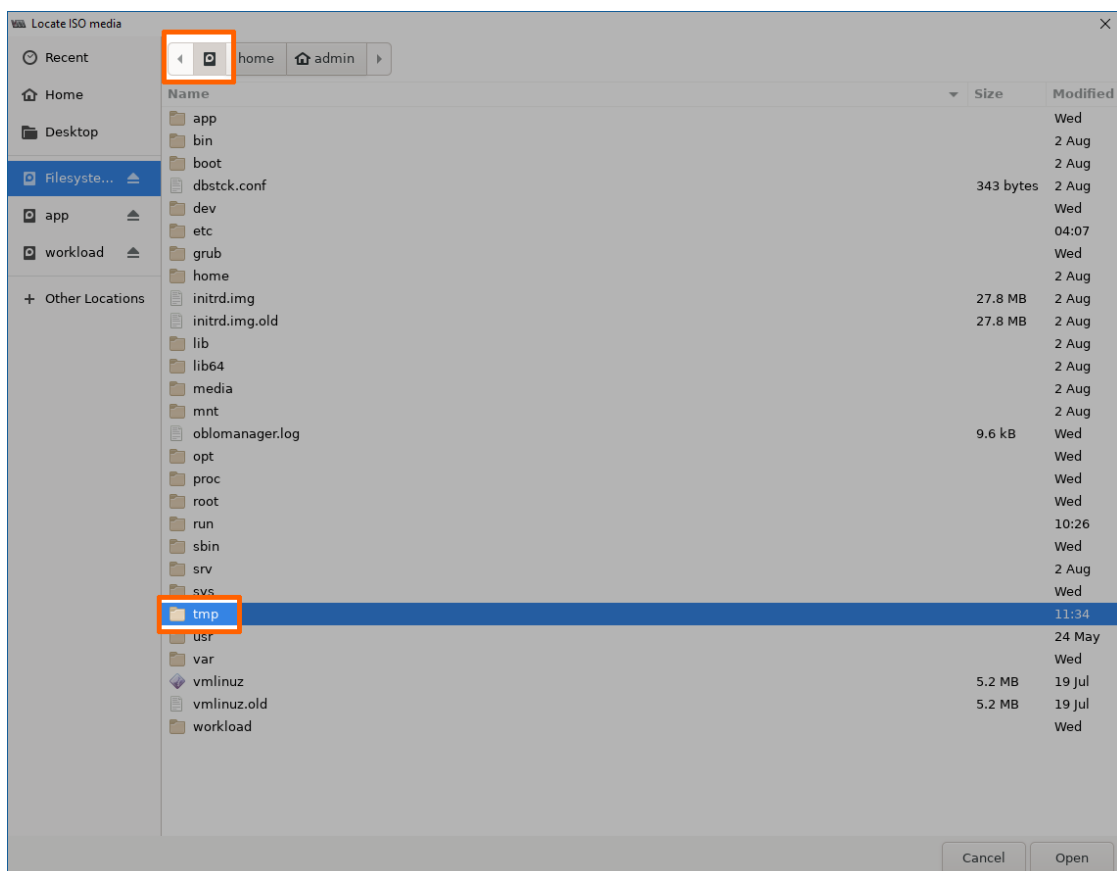 Locate ISO media
Recent
Home
Desktop
Filesyste...
app
workload
+ Other Locations
home admin
Name Size Modified
app Wed
bin 2 Aug
boot 2 Aug
dbstck.conf 343 bytes 2 Aug
dev Wed
etc 04:07
grub Wed
home 2 Aug
initrd.img 27.8 MB 2 Aug
initrd.img.old 27.8 MB 2 Aug
lib 2 Aug
lib64 2 Aug
media 2 Aug
mnt 2 Aug
oblomanager.log 9.6 kB Wed
opt Wed
proc Wed
root Wed
run 10:26
sbin Wed
srv 2 Aug
sys Wed
tmp 11:34
usr 24 May
var Wed
vmlinuz 5.2 MB 19 Jul
vmlinuz.old 5.2 MB 19 Jul
workload Wed
Cancel Open